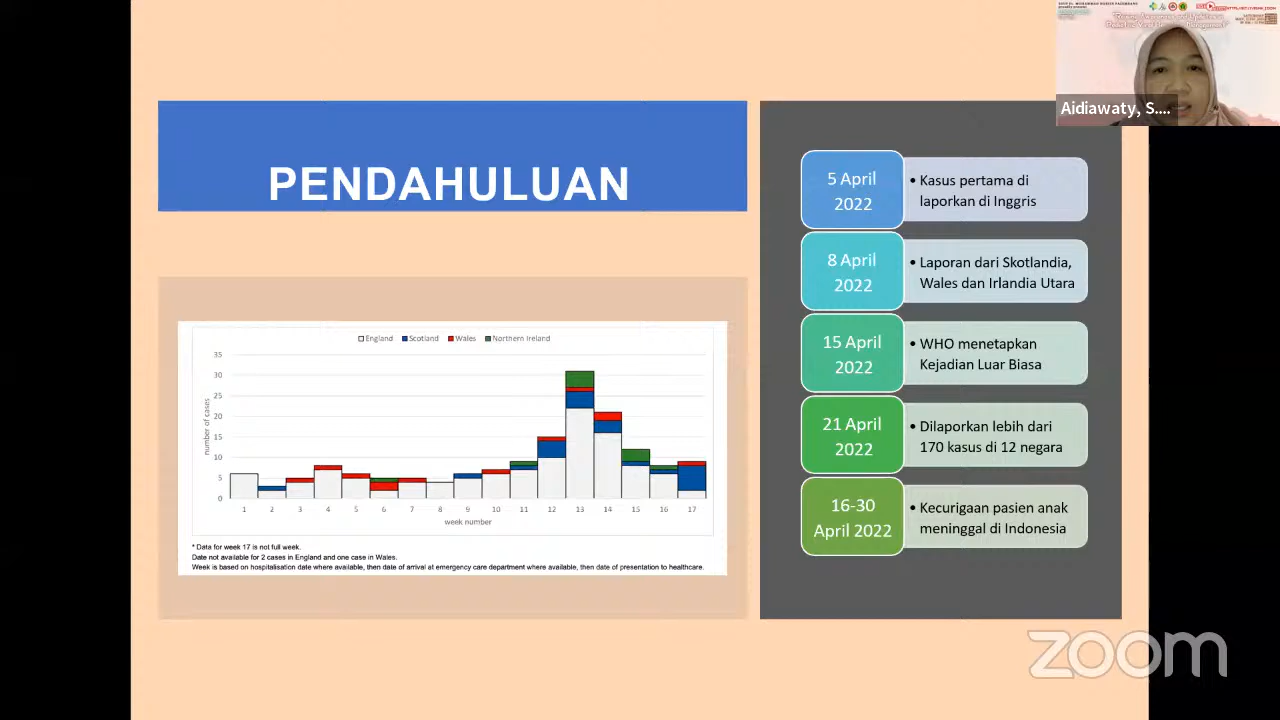 Aidiawaty, S....
PENDAHULUAN
England Scotland Wales Northern Ireland
number of cases
35
30
25
20
15
10
5
0
1 2 3 4 5 6 7 8 9 10 11 12 13 14 15 16 17
week number
* Data for week 17 is not full week.
Date not available for 2 cases in England and one case in Wales.
Week is based on hospitalisation date where available, then date of arrival at emergency care department where available, then date of presentation to healthcare.
5 April
2022
• Kasus pertama di
laporkan di Inggris
8 April
2022
• Laporan dari Skotlandia,
Wales dan Irlandia Utara
15 April
2022
• WHO menetapkan
Kejadian Luar Biasa
21 April
2022
• Dilaporkan lebih dari
170 kasus di 12 negara
16-30
April 2022
• Kecurigaan pasien anak
meninggal di Indonesia
zoom